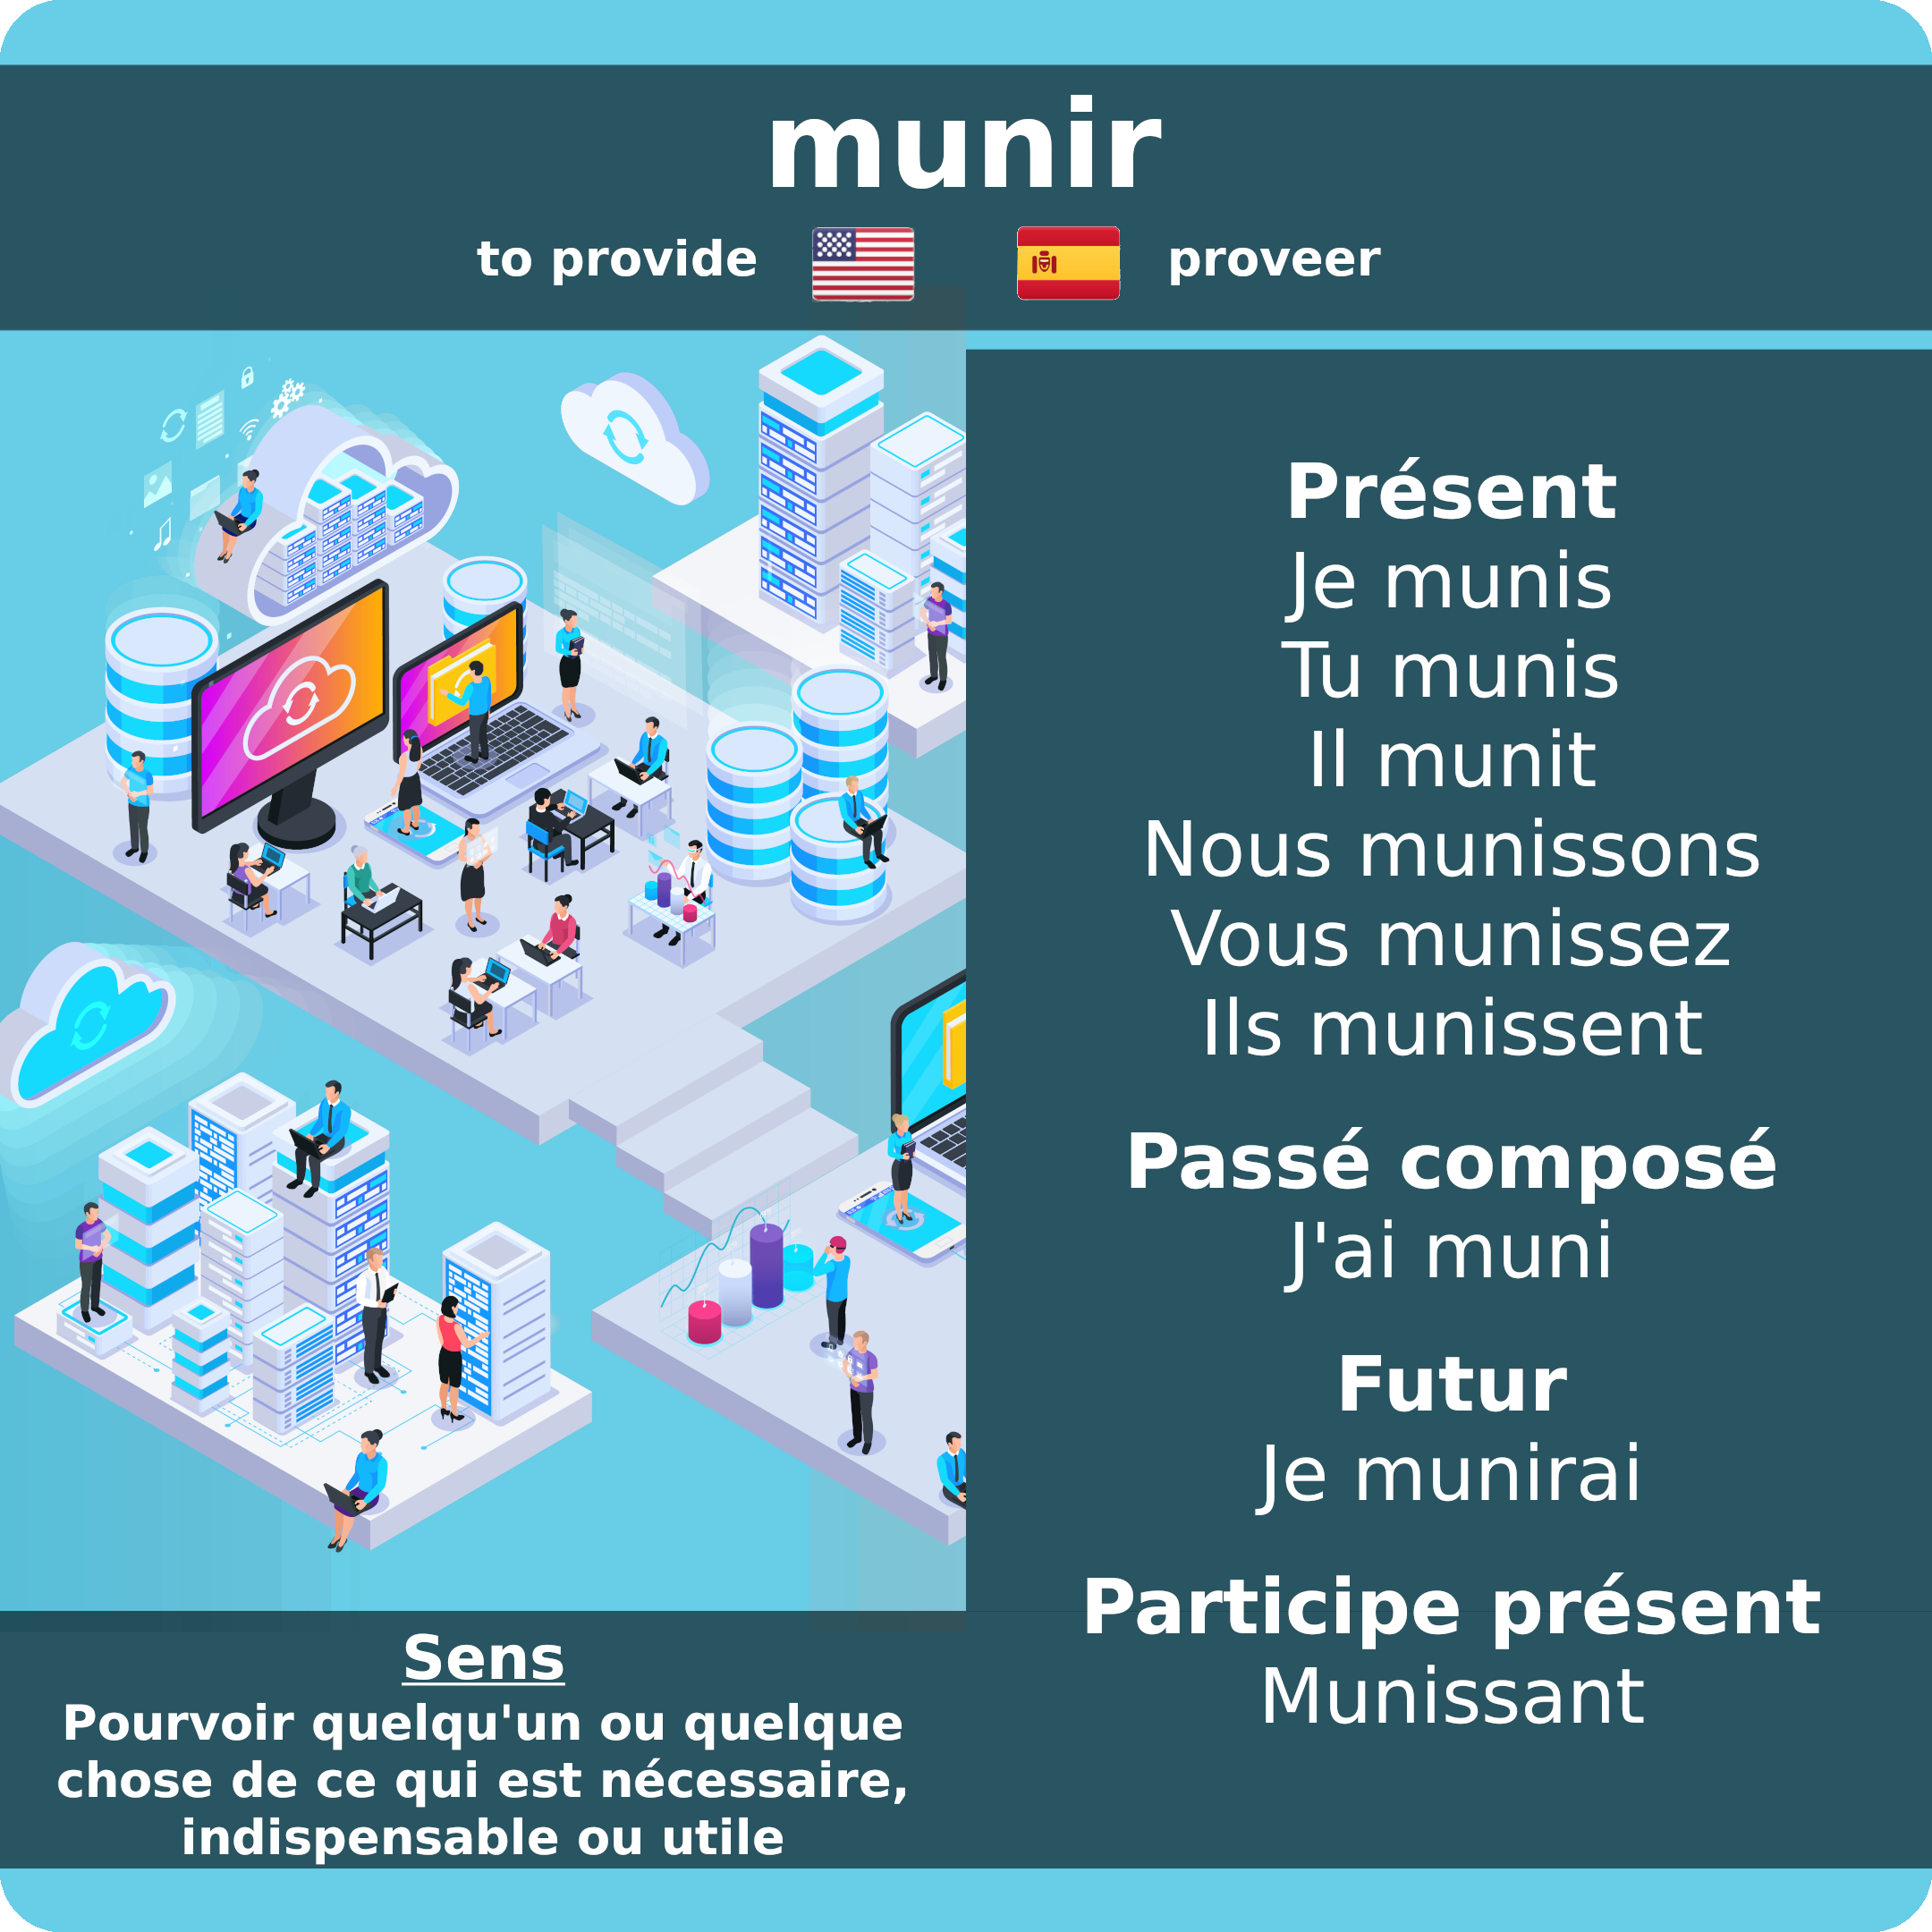 munir
to provide
proveer
Présent
Je munis
Tu munis
Il munit
Nous munissons
Vous munissez
Ils munissent
Passé composé
J'ai muni
Futur
Je munirai
Participe présent
Munissant
Sens
Pourvoir quelqu'un ou quelque
chose de ce qui est nécessaire,
indispensable ou utile